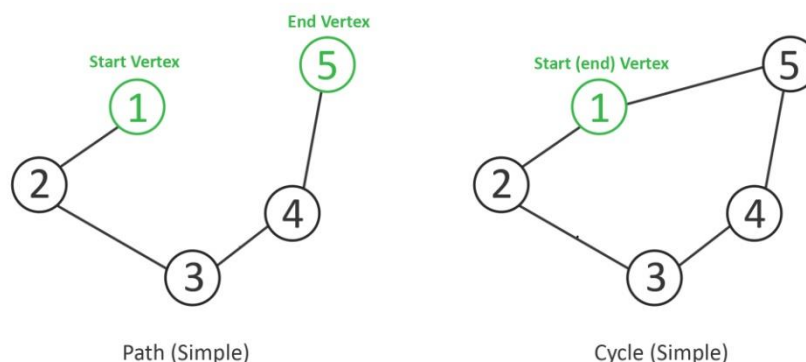 End Vertex
5
Start Vertex
1
2
4
3
Path (Simple)
Start (end) Vertex
5
1
2
4
3
Cycle (Simple)